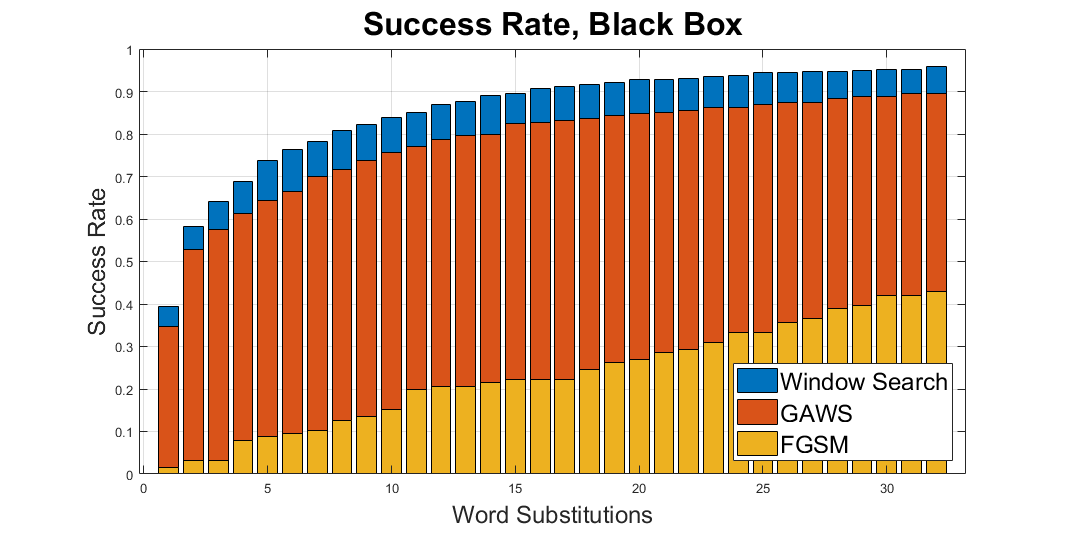 Success Rate, Black Box
1
0.9
0.8
0.7
0.6
0.5
0.4
0.3
0.2
0.1
0
Success Rate
Window Search
GAWS
FGSM
0 5 10 15 20 25 30
Word Substitutions